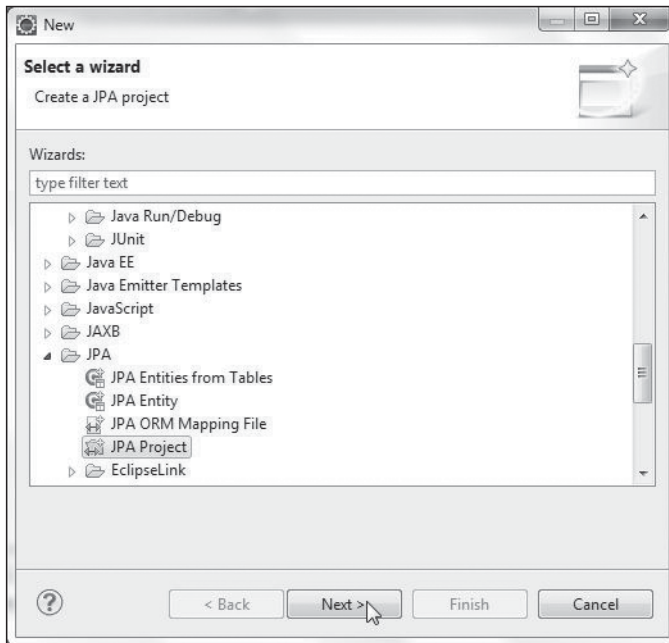 New
Select a wizard
Create a JPA project
Wizards:
type filter text
Java Run/Debug
JUnit
Java EE
Java Emitter Templates
JavaScript
JAXB
JPA
JPA Entities from Tables
JPA Entity
JPA ORM Mapping File
JPA Project
EclipseLink
? < Back Next > Finish Cancel